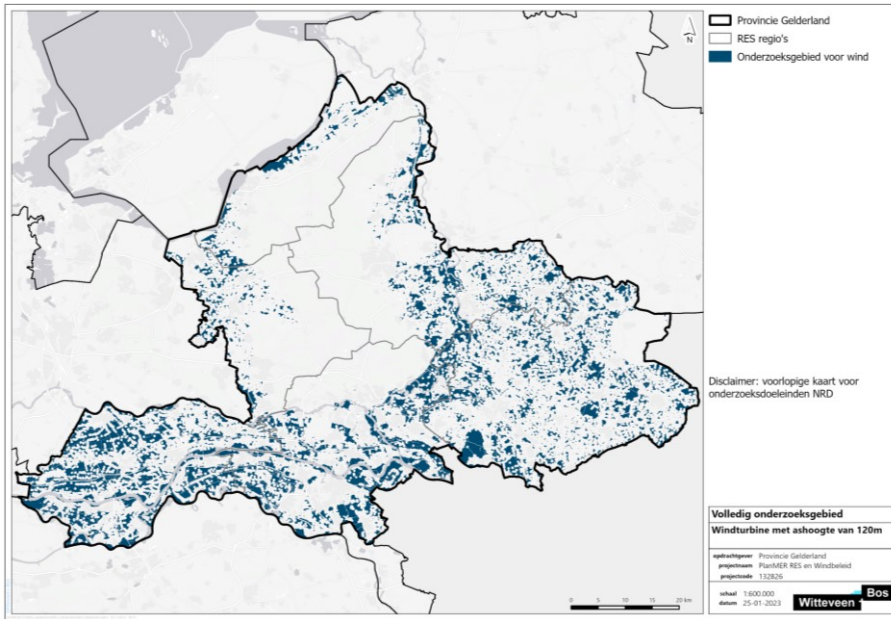 N
Provincie Gelderland
RES regio's
Onderzoeksgebied voor wind
Disclaimer: voorlopige kaart voor
onderzoeksdoeleinden NRD
Volledig onderzoeksgebied
Windturbine met ashoogte van 120m
opdrachtgever Provincie Gelderland
projectnaam PlanMER RES en Windbeleid
projectcode 132826
schaal 1:600.000
datum 25-01-2023
Witteveen + Bos
0 5 10 15 20 km